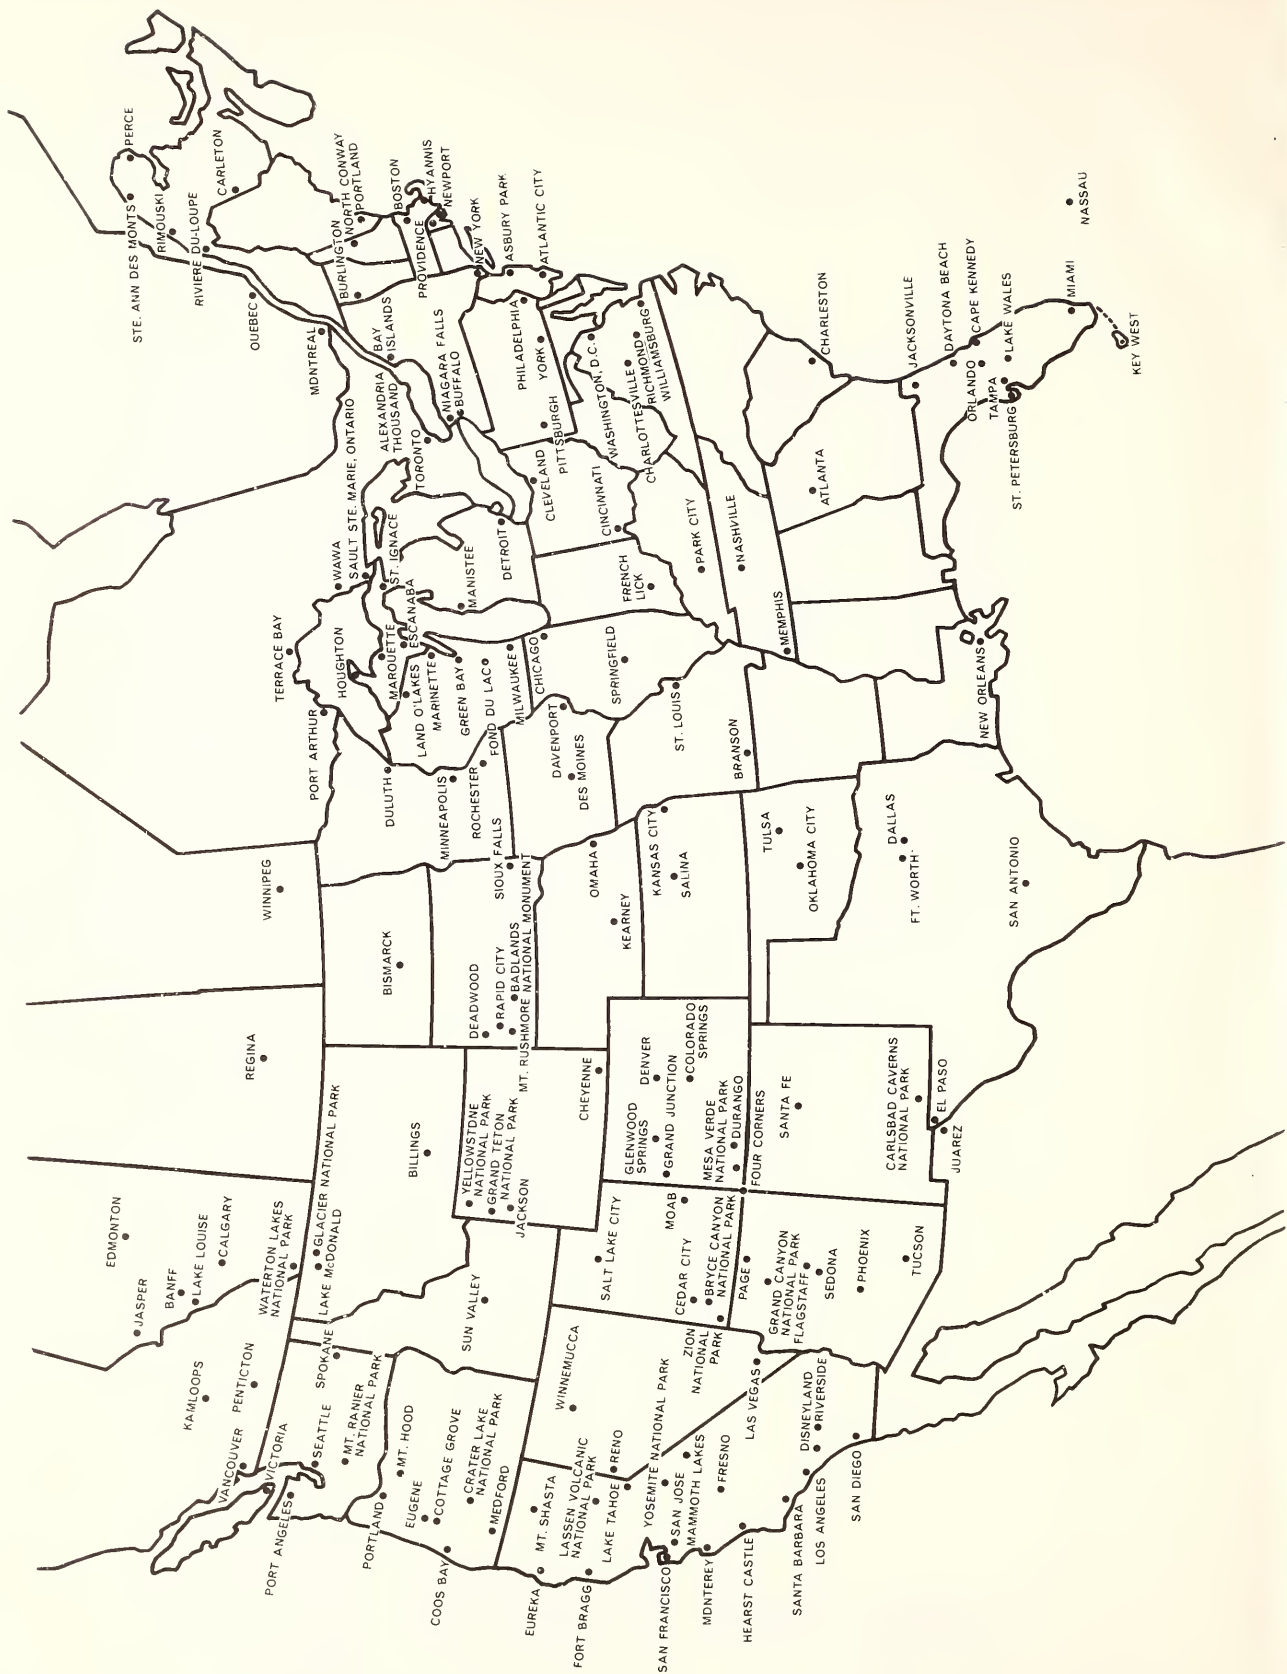 STE. ANN DES MONTS
PERCE
RIMOUSKI
RIVIERE DU-LOUPE
CARLETON
QUEBEC
MONTREAL
BURLINGTON
NORTH CONWAY
PORTLAND
BOSTON
HYANNIS
NEWPORT
PROVIDENCE
NEW YORK
ASBURY PARK
ATLANTIC CITY
ALEXANDRIA BAY
THOUSAND ISLANDS
NIAGARA FALLS
BUFFALO
TORONTO
PHILADELPHIA
YORK
PITTSBURGH
WASHINGTON, D.C.
CHARLOTTESVILLE
RICHMOND
WILLIAMSBURG
SAULT STE. MARIE, ONTARIO
WAWA
ST. IGNACE
TERRACE BAY
HOUGHTON
MARQUETTE
ESCANABA
LAND O'LAKES
MARINETTE
GREEN BAY
FOND DU LAC
MILWAUKEE
MANISTEE
DETROIT
CLEVELAND
CINCINNATI
FRENCH
LICK
CHICAGO
SPRINGFIELD
PARK CITY
NASHVILLE
MEMPHIS
ATLANTA
CHARLESTON
JACKSONVILLE
DAYTONA BEACH
CAPE KENNEDY
ORLANDO
LAKE WALES
TAMPA
ST. PETERSBURG
MIAMI
KEY WEST
NASSAU
NEW ORLEANS
PORT ARTHUR
DULUTH
MINNEAPOLIS
ROCHESTER
SIOUX FALLS
DAVENPORT
DES MOINES
ST. LOUIS
BRANSON
OMAHA
KEARNEY
KANSAS CITY
SALINA
TULSA
OKLAHOMA CITY
DALLAS
FT. WORTH
SAN ANTONIO
WINNIPEG
BISMARCK
DEADWOOD
RAPID CITY
BADLANDS
MT. RUSHMORE NATIONAL MONUMENT
REGINA
BILLINGS
YELLOWSTONE
NATIONAL PARK
GRAND TETON
NATIONAL PARK
JACKSON
CHEYENNE
DENVER
GLENWOOD
SPRINGS
GRAND JUNCTION
COLORADO
SPRINGS
MESA VERDE
NATIONAL PARK
DURANGO
FOUR CORNERS
SANTA FE
CARLSBAD CAVERNS
NATIONAL PARK
EL PASO
JUAREZ
EDMONTON
JASPER
BANFF
LAKE LOUISE
CALGARY
WATERTON LAKES
NATIONAL PARK
GLACIER NATIONAL PARK
LAKE McDONALD
SUN VALLEY
SALT LAKE CITY
MOAB
CEDAR CITY
BRYCE CANYON
NATIONAL PARK
ZION
NATIONAL
PARK
PAGE
GRAND CANYON
NATIONAL PARK
FLAGSTAFF
SEDONA
PHOENIX
TUCSON
KAMLOOPS
PENTICTON
VANCOUVER
VICTORIA
SEATTLE
SPOKANE
MT. RANIER
NATIONAL PARK
PORT ANGELES
PORTLAND
MT. HOOD
EUGENE
COTTAGE GROVE
CRATER LAKE
NATIONAL PARK
MEDFORD
COOS BAY
WINNEMUCCA
EUREKA
MT. SHASTA
LASSEN VOLCANIC
NATIONAL PARK
FORT BRAGG
LAKE TAHOE
RENO
YOSEMITE NATIONAL PARK
SAN FRANCISCO
SAN JOSE
MAMMOTH LAKES
MONTEREY
FRESNO
HEARST CASTLE
LAS VEGAS
SANTA BARBARA
LOS ANGELES
DISNEYLAND
RIVERSIDE
SAN DIEGO